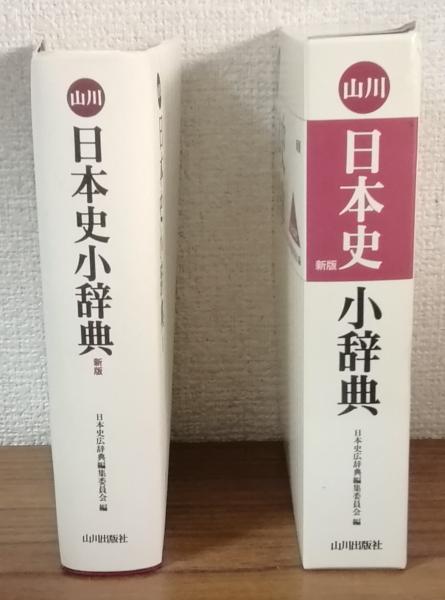 山川
日本史小辞典
新版
日本史広辞典編集委員会 編
山川出版社
山川
日本史
新版
小辞典
日本史広辞典編集委員会 編
山川出版社